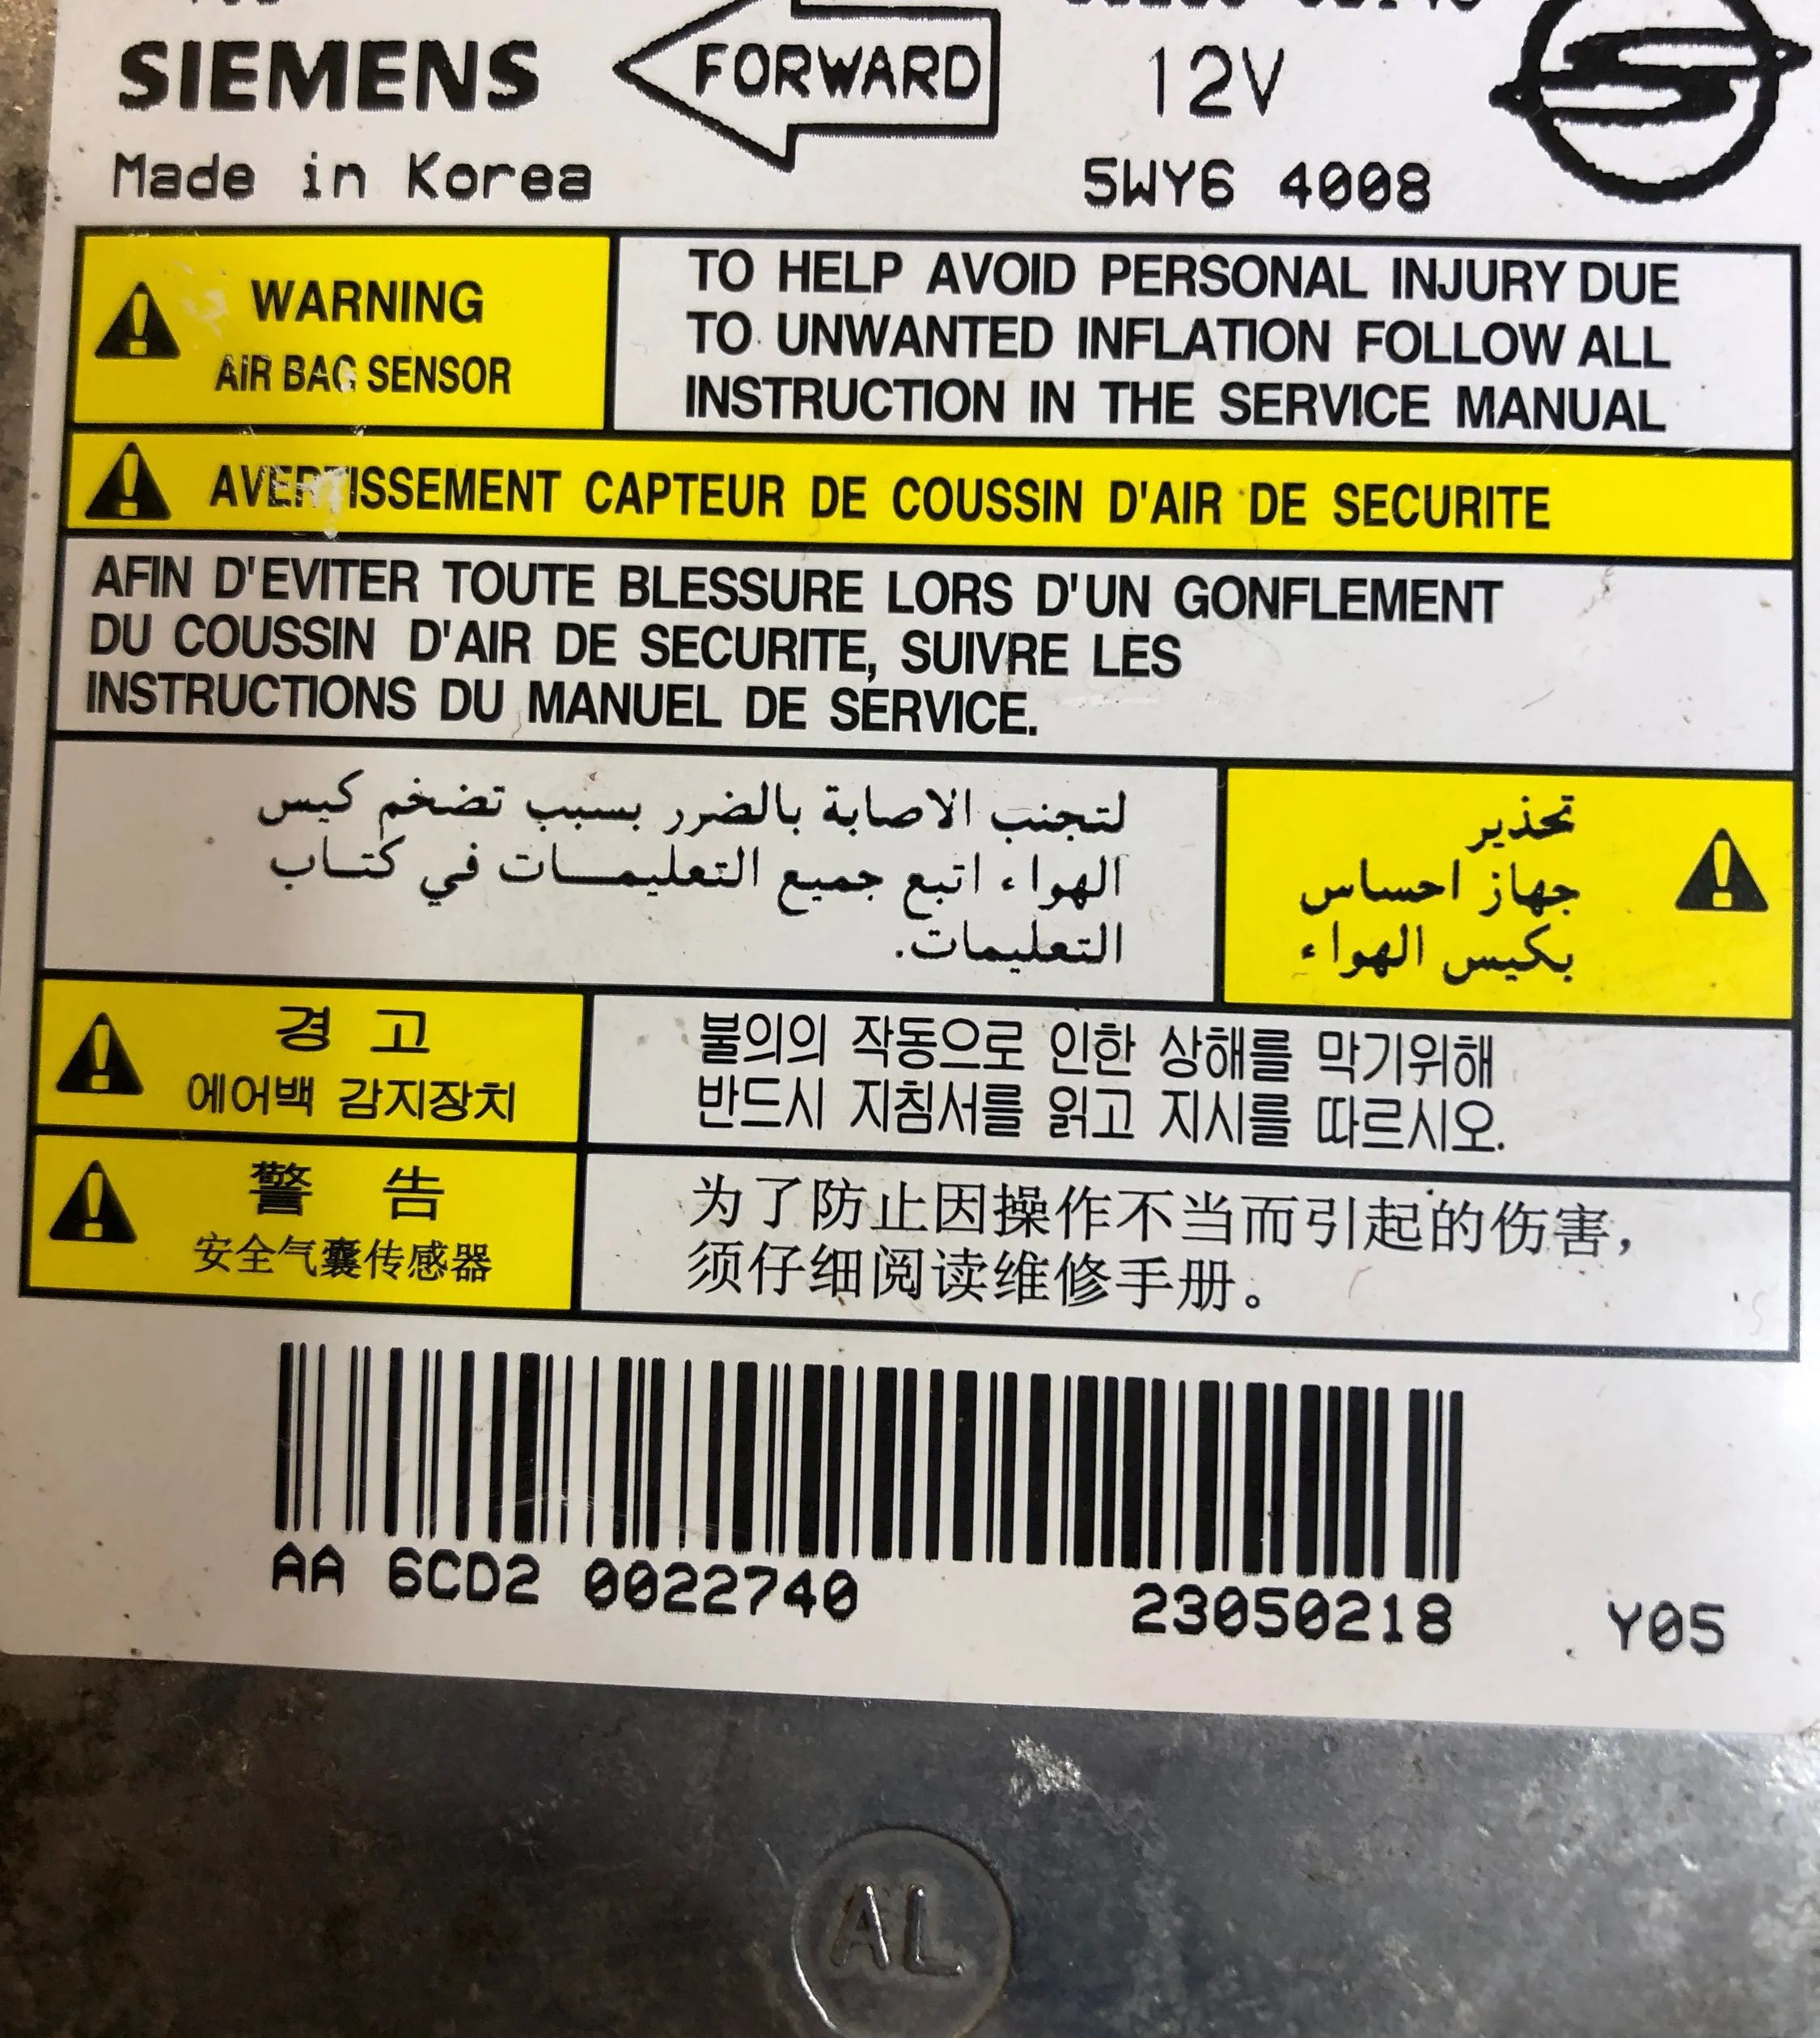 SIEMENS
FORWARD
12V
Made in Korea
5WY6 4008
WARNING
AIR BAG SENSOR
TO HELP AVOID PERSONAL INJURY DUE
TO UNWANTED INFLATION FOLLOW ALL
INSTRUCTION IN THE SERVICE MANUAL
AVERTISSEMENT CAPTEUR DE COUSSIN D'AIR DE SECURITE
AFIN D'EVITER TOUTE BLESSURE LORS D'UN GONFLEMENT
DU COUSSIN D'AIR DE SECURITE, SUIVRE LES
INSTRUCTIONS DU MANUEL DE SERVICE.
تحذير
جهاز احساس
بكيس الهواء
لتجنب الاصابة بالضرر بسبب تضخم كيس
الهواء اتبع جميع التعليمات في كتاب
التعليمات.
경 고
에어백 감지장치
불의의 작동으로 인한 상해를 막기위해
반드시 지침서를 읽고 지시를 따르시오.
警 告
安全气囊传感器
为了防止因操作不当而引起的伤害，
须仔细阅读维修手册。
AA 6CD2 0022740
23050218
Y05
AL